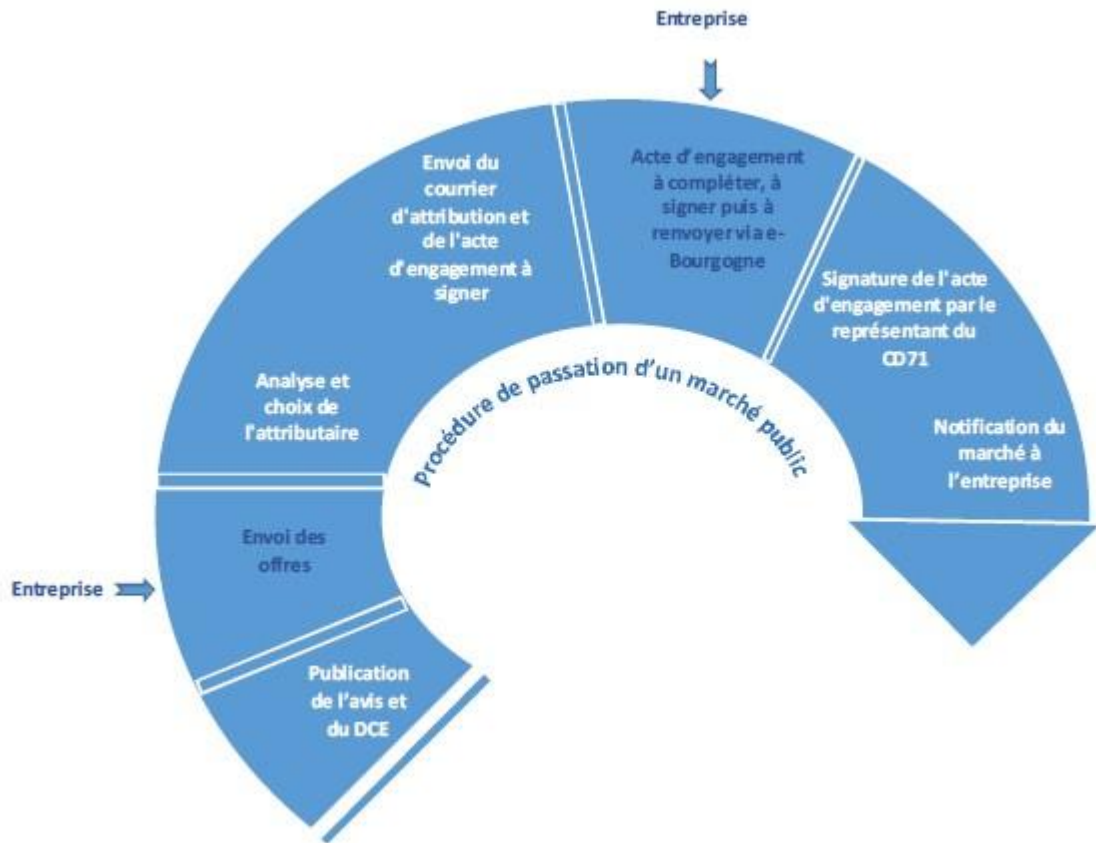 Entreprise
Envoi du
courrier
d'attribution et
de l'acte
d'engagement à
signer
Acte d'engagement
à compléter, à
signer puis à
renvoyer via e-
Bourgogne
Signature de l'acte
d'engagement par le
représentant du
CD71
Analyse et
choix de
l'attributaire
Procédure de passation d'un marché public
Notification du
marché à
l'entreprise
Envoi des
offres
Entreprise
Publication
de l'avis et
du DCE